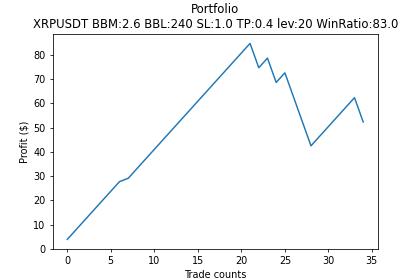 Portfolio
XRPUSDT BBM:2.6 BBL:240 SL:1.0 TP:0.4 lev:20 WinRatio:83.0
80
70
60
50
40
30
20
10
0
Profit ($)
0 5 10 15 20 25 30 35
Trade counts